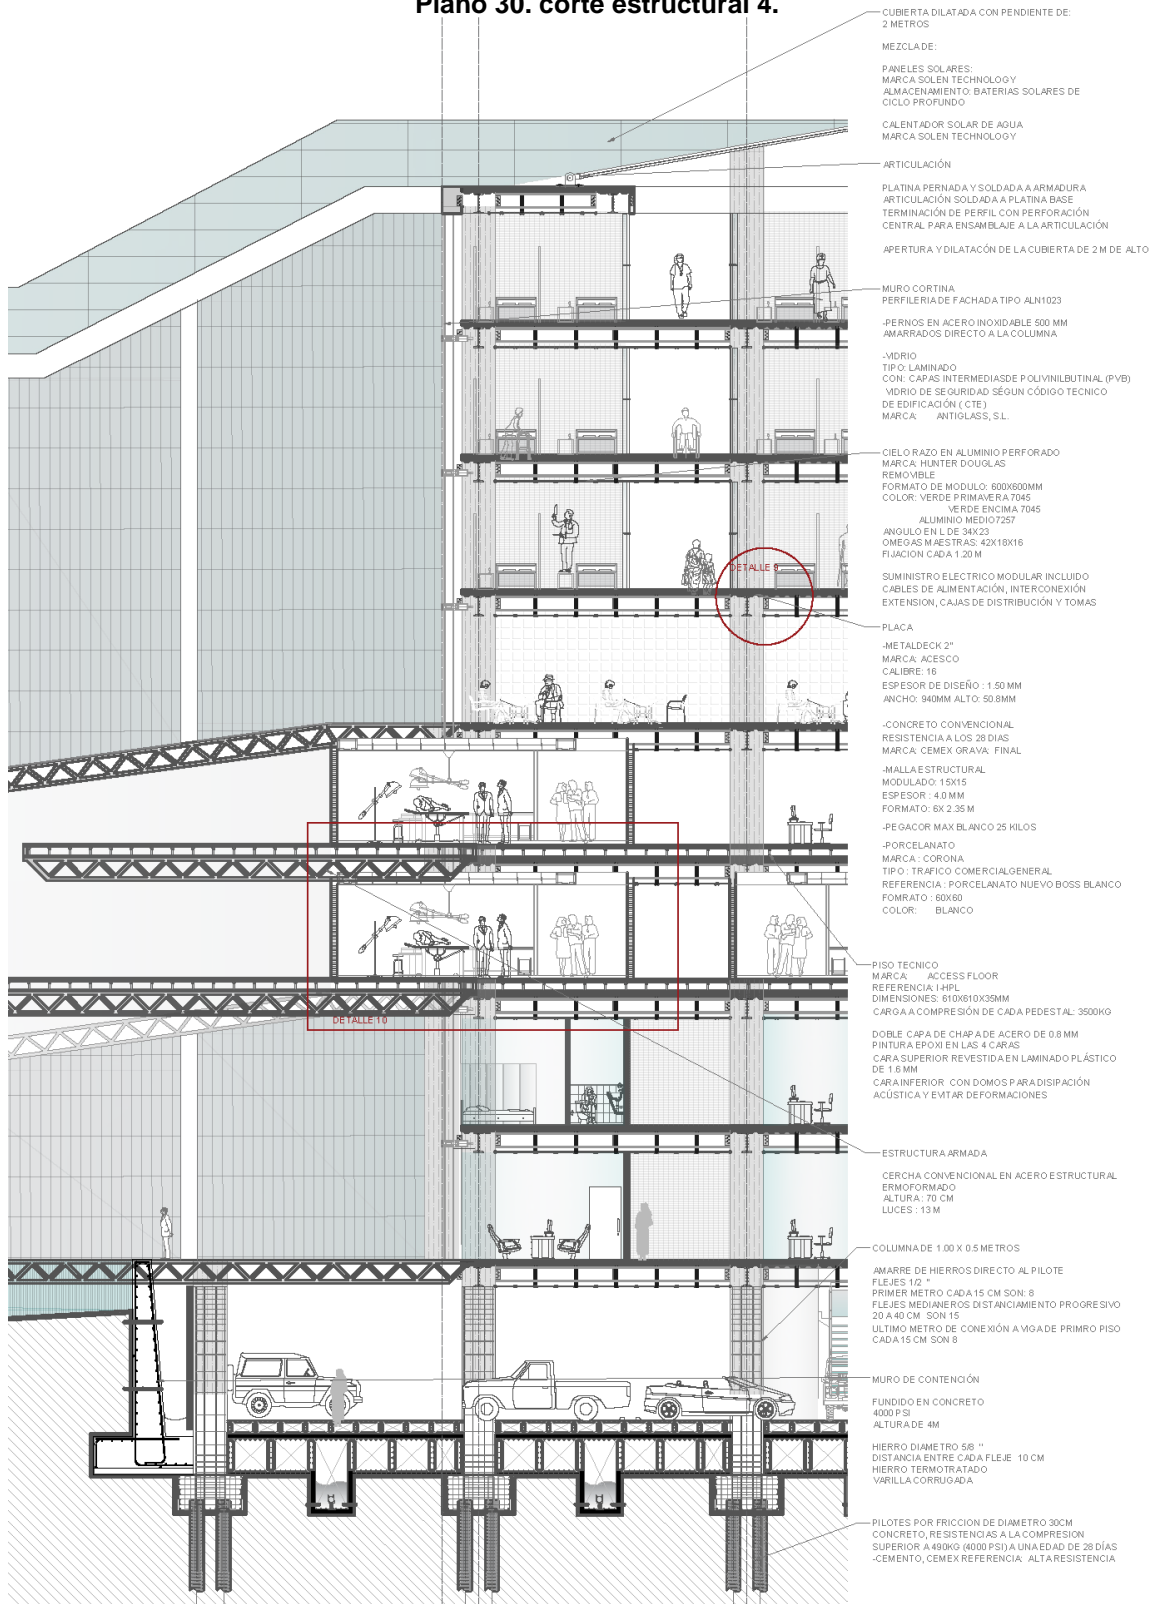 Plano 30. corte estructural 4.
CUBIERTA DILATADA CON PENDIENTE DE:
2 METROS
MEZCLA DE:
PANELES SOLARES:
MARCA SOLEN TECHNOLOGY
ALMACENAMIENTO: BATERIAS SOLARES DE
CICLO PROFUNDO
CALENTADOR SOLAR DE AGUA
MARCA SOLEN TECHNOLOGY
ARTICULACIÓN
PLATINA PERNADA Y SOLDADA A ARMADURA
ARTICULACIÓN SOLDADA A PLATINA BASE
TERMINACIÓN DE PERFIL CON PERFORACIÓN
CENTRAL PARA ENSAMBLAJE A LA ARTICULACIÓN
APERTURA Y DILATACÓN DE LA CUBIERTA DE 2 M DE ALTO
MURO CORTINA
PERFILERIA DE FACHADA TIPO ALN1023
-PERNOS EN ACERO INOXIDABLE 500 MM
AMARRADOS DIRECTO A LA COLUMNA
-VIDRIO
TIPO: LAMINADO
CON: CAPAS INTERMEDIASDE POLIVINILBUTINAL (PVB)
VIDRIO DE SEGURIDAD SÉGUN CÓDIGO TECNICO
DE EDIFICACIÓN ( CTE )
MARCA: ANTIGLASS, S.L.
CIELO RAZO EN ALUMINIO PERFORADO
MARCA: HUNTER DOUGLAS
REMOVIBLE
FORMATO DE MODULO: 600X600MM
COLOR: VERDE PRIMAVERA 7045
VERDE ENCIMA 7045
ALUMINIO MEDIO7257
ANGULO EN L DE 34X23
OMEGAS MAESTRAS: 42X18X16
FIJACION CADA 1.20 M
SUMINISTRO ELECTRICO MODULAR INCLUIDO
CABLES DE ALIMENTACIÓN, INTERCONEXIÓN
EXTENSION, CAJAS DE DISTRIBUCIÓN Y TOMAS
DETALLE 9
PLACA
-METALDECK 2"
MARCA: ACESCO
CALIBRE: 16
ESPESOR DE DISEÑO : 1.50 MM
ANCHO: 940MM ALTO: 50.8MM
-CONCRETO CONVENCIONAL
RESISTENCIA A LOS 28 DIAS
MARCA: CEMEX GRAVA: FINAL
-MALLA ESTRUCTURAL
MODULADO: 15X15
ESPESOR : 4.0 MM
FORMATO: 6X 2.35 M
-PEGACOR MAX BLANCO 25 KILOS
-PORCELANATO
MARCA : CORONA
TIPO : TRAFICO COMERCIALGENERAL
REFERENCIA : PORCELANATO NUEVO BOSS BLANCO
FOMRATO : 60X60
COLOR: BLANCO
PISO TECNICO
MARCA: ACCESS FLOOR
REFERENCIA: I-HPL
DIMENSIONES: 610X610X35MM
CARGA A COMPRESIÓN DE CADA PEDESTAL: 3500KG
DETALLE 10
DOBLE CAPA DE CHAPA DE ACERO DE 0.8 MM
PINTURA EPOXI EN LAS 4 CARAS
CARA SUPERIOR REVESTIDA EN LAMINADO PLÁSTICO
DE 1.6 MM
CARA INFERIOR CON DOMOS PARA DISIPACIÓN
ACÚSTICA Y EVITAR DEFORMACIONES
ESTRUCTURA ARMADA
CERCHA CONVENCIONAL EN ACERO ESTRUCTURAL
ERMOFORMADO
ALTURA : 70 CM
LUCES : 13 M
COLUMNA DE 1.00 X 0.5 METROS
AMARRE DE HIERROS DIRECTO AL PILOTE
FLEJES 1/2 "
PRIMER METRO CADA 15 CM SON: 8
FLEJES MEDIANEROS DISTANCIAMIENTO PROGRESIVO
20 A 40 CM SON 15
ULTIMO METRO DE CONEXIÓN A VIGA DE PRIMRO PISO
CADA 15 CM SON 8
MURO DE CONTENCIÓN
FUNDIDO EN CONCRETO
4000 PSI
ALTURA DE 4M
HIERRO DIAMETRO 5/8 "
DISTANCIA ENTRE CADA FLEJE 10 CM
HIERRO TERMOTRATADO
VARILLA CORRUGADA
PILOTES POR FRICCION DE DIAMETRO 30CM
CONCRETO, RESISTENCIAS A LA COMPRESION
SUPERIOR A 490KG (4000 PSI) A UNA EDAD DE 28 DÍAS
-CEMENTO, CEMEX REFERENCIA: ALTA RESISTENCIA